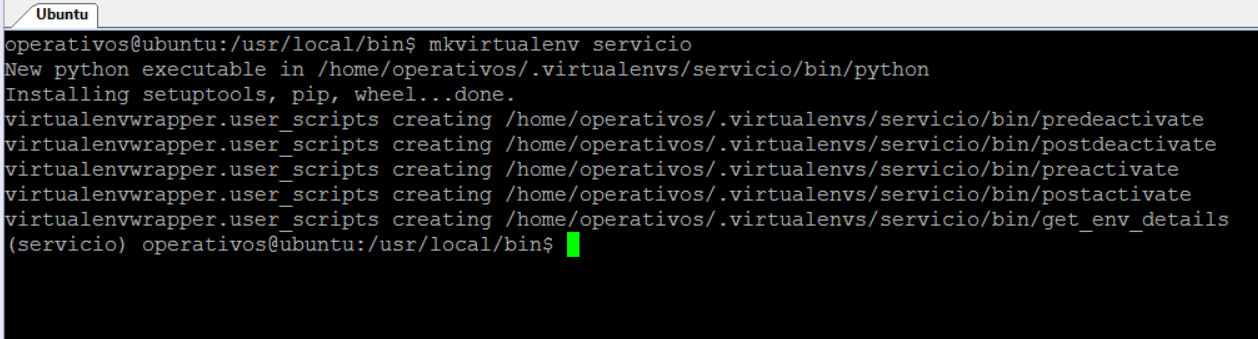 Ubuntu
operativos@ubuntu:/usr/local/bin$ mkvirtualenv servicio
New python executable in /home/operativos/.virtualenvs/servicio/bin/python
Installing setuptools, pip, wheel...done.
virtualenvwrapper.user_scripts creating /home/operativos/.virtualenvs/servicio/bin/predeactivate
virtualenvwrapper.user_scripts creating /home/operativos/.virtualenvs/servicio/bin/postdeactivate
virtualenvwrapper.user_scripts creating /home/operativos/.virtualenvs/servicio/bin/preactivate
virtualenvwrapper.user_scripts creating /home/operativos/.virtualenvs/servicio/bin/postactivate
virtualenvwrapper.user_scripts creating /home/operativos/.virtualenvs/servicio/bin/get_env_details
(servicio) operativos@ubuntu:/usr/local/bin$